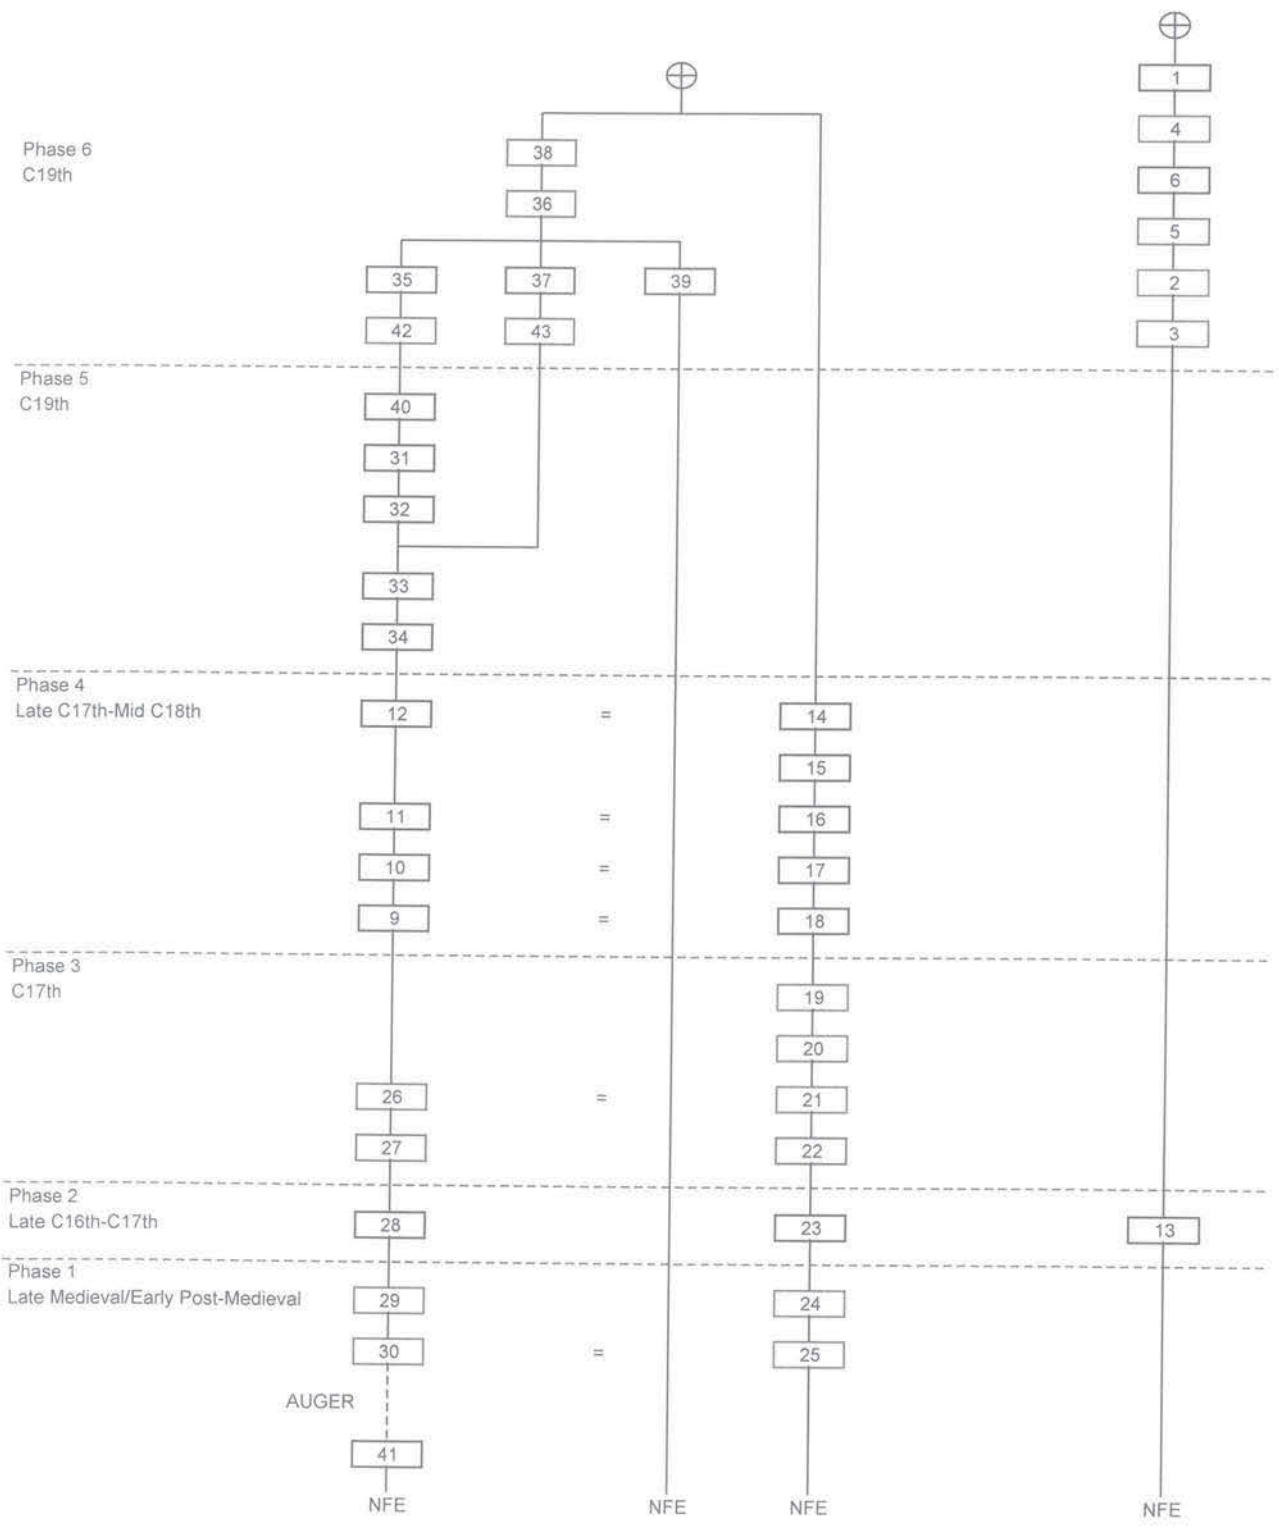 1
4
Phase 6
38
C19th
6
36
5
35
37
39
2
42
43
3
Phase 5
C19th
40
31
32
33
34
Phase 4
Late C17th-Mid C18th
12
=
14
15
11
=
16
10
=
17
9
=
18
Phase 3
C17th
19
20
26
=
21
27
22
Phase 2
Late C16th-C17th
28
23
13
Phase 1
Late Medieval/Early Post-Medieval
29
24
30
=
25
AUGER
41
NFE
NFE
NFE
NFE